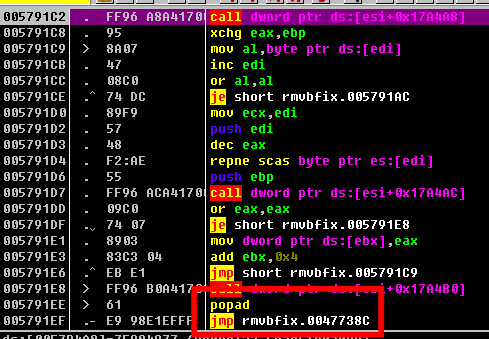 005791C2 . FF96 A8A4170 call dword ptr ds:[esi+0x17A4A8]
005791C8 . 95 xchg eax,ebp
005791C9 > 8A07 mov al,byte ptr ds:[edi]
005791CB . 47 inc edi
005791CC . 08C0 or al,al
005791CE .^ 74 DC je short rmvbfix.005791AC
005791D0 . 89F9 mov ecx,edi
005791D2 . 57 push edi
005791D3 . 48 dec eax
005791D4 . F2:AE repne scas byte ptr es:[edi]
005791D6 . 55 push ebp
005791D7 . FF96 ACA4170 call dword ptr ds:[esi+0x17A4AC]
005791DD . 09C0 or eax,eax
005791DF .v 74 07 je short rmvbfix.005791E8
005791E1 . 8903 mov dword ptr ds:[ebx],eax
005791E3 . 83C3 04 add ebx,0x4
005791E6 .^ EB E1 jmp short rmvbfix.005791C9
005791E8 > FF96 B0A4170 call dword ptr ds:[esi+0x17A4B0]
005791EE > 61 popad
005791EF .- E9 98E1EFFF jmp rmvbfix.0047738C